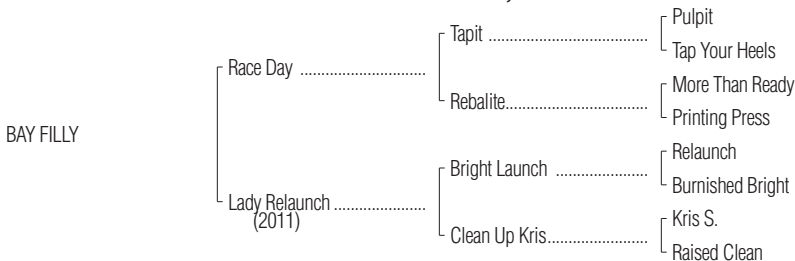 Pulpit
Tapit ..............................
Tap Your Heels
Race Day ..............................
More Than Ready
Rebalite..............................
Printing Press
BAY FILLY
Relaunch
Bright Launch ..................
Burnished Bright
Lady Relaunch ......................
(2011)
Kris S.
Clean Up Kris....................
Raised Clean